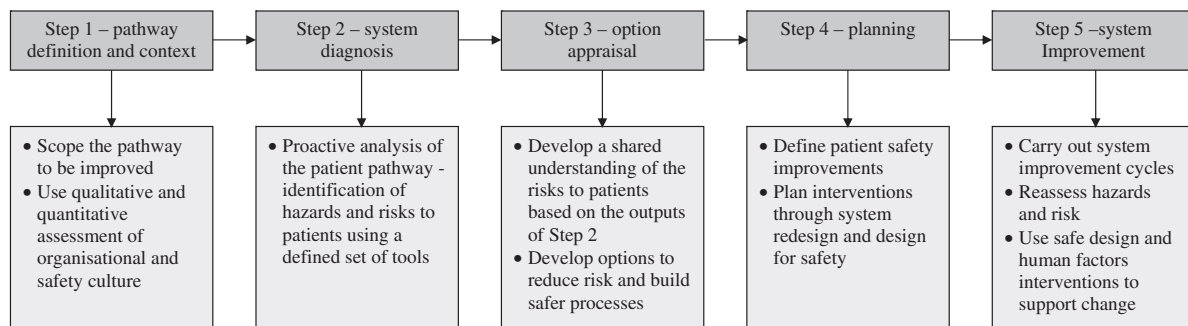 Step 1 – pathway
definition and context
Step 2 – system
diagnosis
Step 3 – option
appraisal
Step 4 – planning
Step 5 –system
Improvement
• Scope the pathway
to be improved
• Use qualitative and
quantitative
assessment of
organisational and
safety culture
• Proactive analysis of
the patient pathway -
identification of
hazards and risks to
patients using a
defined set of tools
• Develop a shared
understanding of the
risks to patients
based on the outputs
of Step 2
• Develop options to
reduce risk and build
safer processes
• Define patient safety
improvements
• Plan interventions
through system
redesign and design
for safety
• Carry out system
improvement cycles
• Reassess hazards
and risk
• Use safe design and
human factors
interventions to
support change